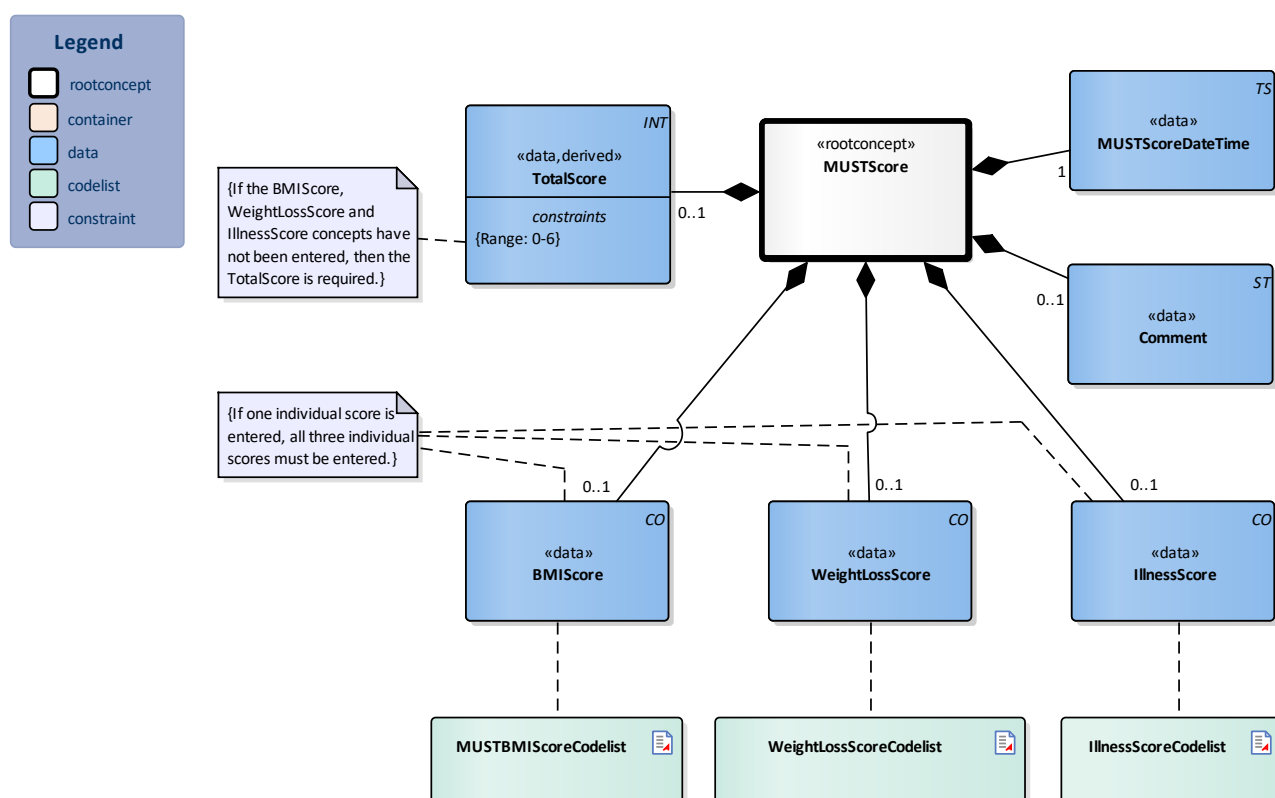 Legend
rootconcept
container
data
codelist
constraint
{If the BMIScore,
WeightLossScore and
IllnessScore concepts have
not been entered, then the
TotalScore is required.}
INT
«data,derived»
TotalScore
constraints
{Range: 0-6}
0..1
«rootconcept»
MUSTScore
TS
«data»
MUSTScoreDateTime
1
ST
«data»
Comment
0..1
{If one individual score is
entered, all three individual
scores must be entered.}
0..1
0..1
0..1
CO
«data»
BMIScore
CO
«data»
WeightLossScore
CO
«data»
IllnessScore
MUSTBMIScoreCodelist
WeightLossScoreCodelist
IllnessScoreCodelist